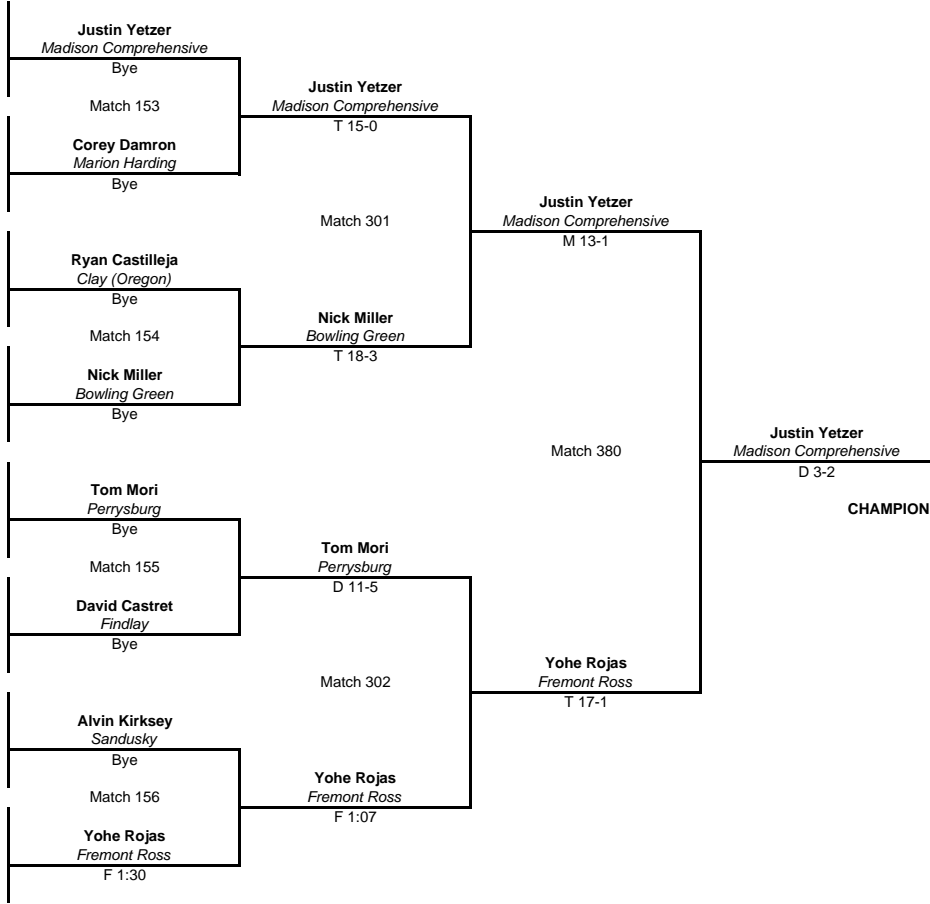 Justin Yetzer
Madison Comprehensive
Bye
Match 153
Corey Damron
Marion Harding
Bye
Justin Yetzer
Madison Comprehensive
T 15-0
Match 301
Ryan Castilleja
Clay (Oregon)
Bye
Match 154
Nick Miller
Bowling Green
Bye
Nick Miller
Bowling Green
T 18-3
Justin Yetzer
Madison Comprehensive
M 13-1
Match 380
Justin Yetzer
Madison Comprehensive
D 3-2
CHAMPION
Tom Mori
Perrysburg
Bye
Match 155
David Castret
Findlay
Bye
Tom Mori
Perrysburg
D 11-5
Match 302
Yohe Rojas
Fremont Ross
T 17-1
Alvin Kirksey
Sandusky
Bye
Match 156
Yohe Rojas
Fremont Ross
F 1:30
Yohe Rojas
Fremont Ross
F 1:07